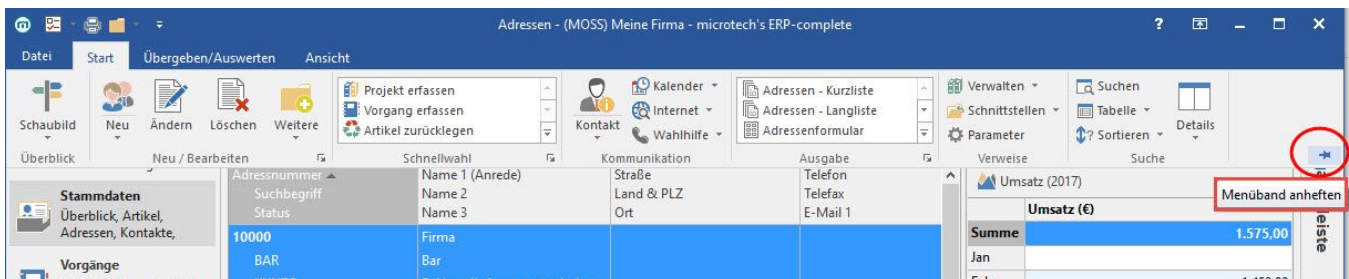 Adressen - (MOSS) Meine Firma - microtech's ERP-complete
Datei Start Übergeben/Auswerten Ansicht
Schaubild
Überblick
Neu Ändern Löschen Weitere
Neu / Bearbeiten
Projekt erfassen
Vorgang erfassen
Artikel zurücklegen
Schnellwahl
Kontakt
Kalender
Internet
Wahlhilfe
Kommunikation
Adressen - Kurzliste
Adressen - Langliste
Adressenformular
Ausgabe
Verwalten
Schnittstellen
Parameter
Verweise
Suchen
Tabelle
Sortieren
Details
Suche
Menüband anheften
Stammdaten
Überblick, Artikel,
Adressen, Kontakte,
Vorgänge
Adressnummer Name 1 (Anrede) Straße Telefon
Suchbegriff Name 2 Land & PLZ Telefax
Status Name 3 Ort E-Mail 1
10000 Firma
BAR Bar
Umsatz (2017)
Umsatz (€)
Summe 1.575,00
Jan